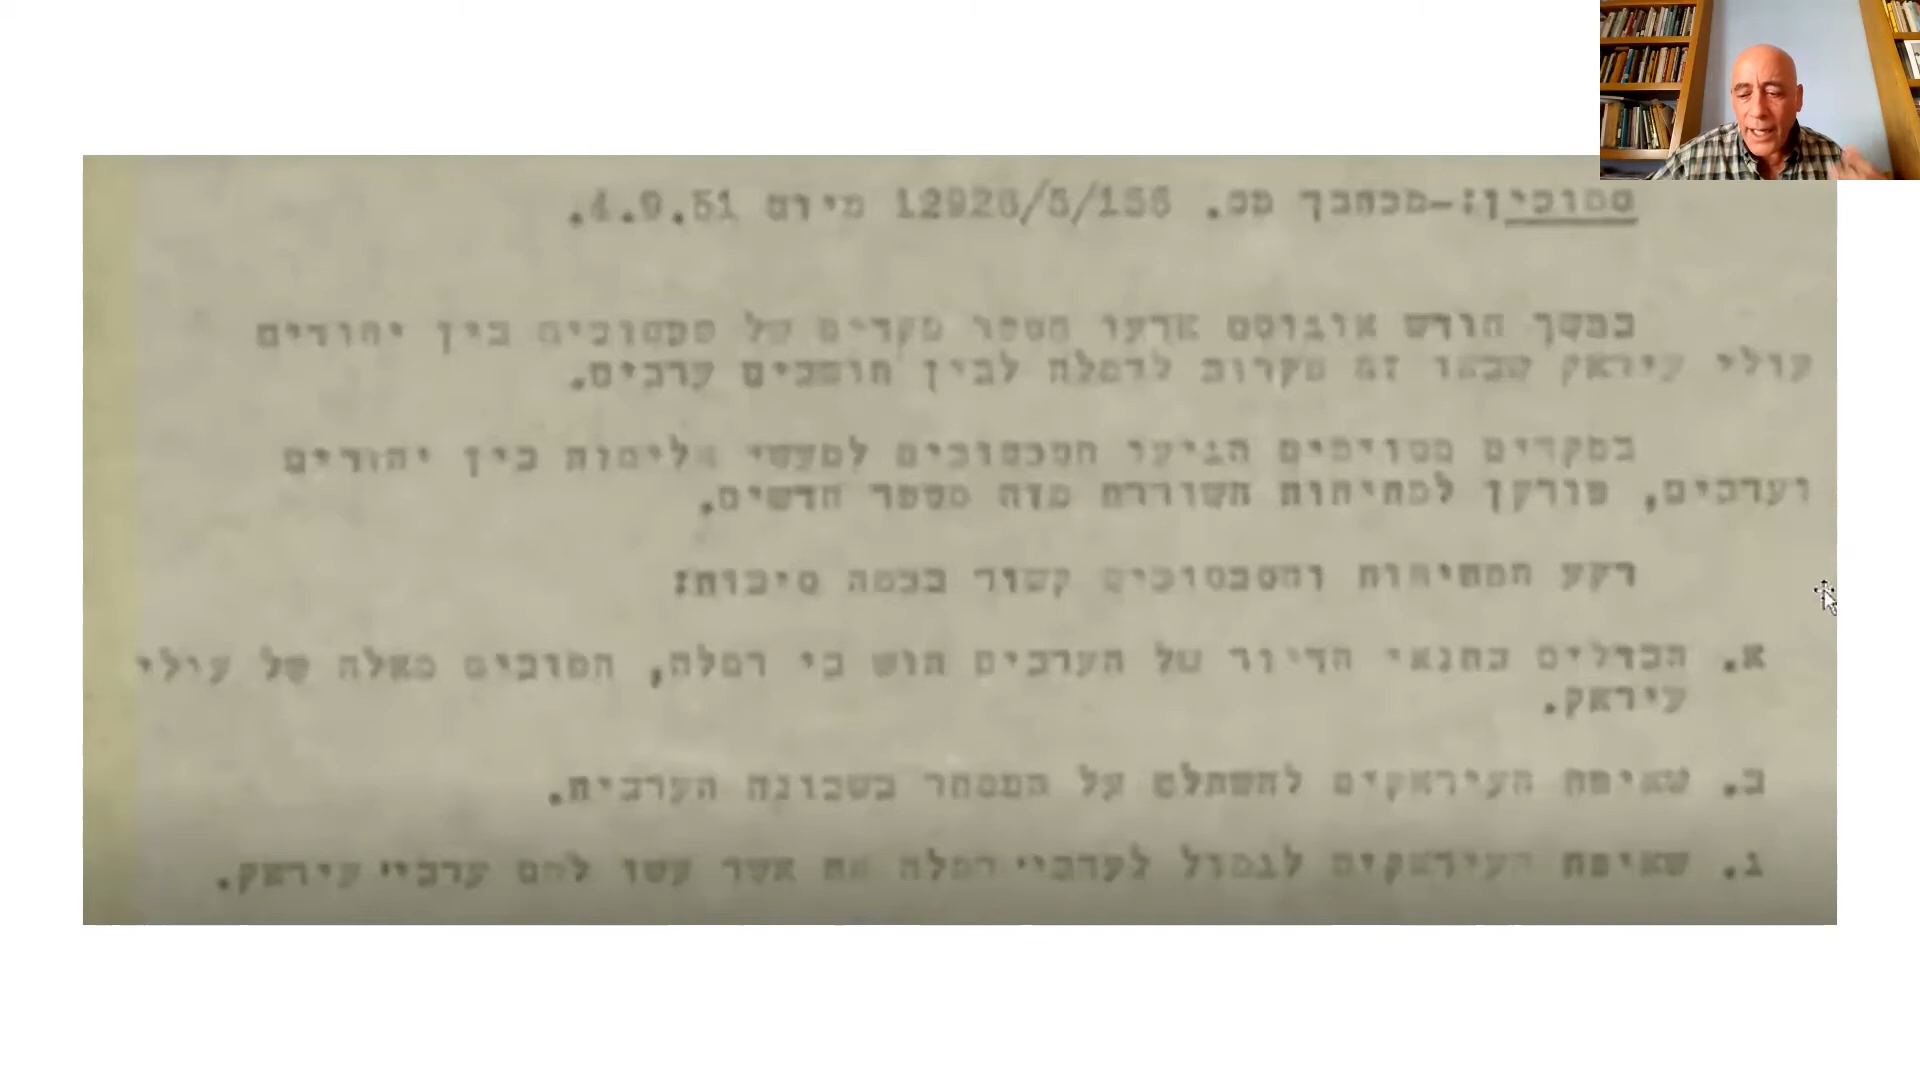 סמוכין:-מכתבך מס. 12928/5/156 מיום 4.9.51.
במשך חודש אוגוסט ארעו מספר מקרים של סכסוכים בין יהודים
עולי עיראק שבאו זה מקרוב לרמלה לבין תושבים ערבים.
במקרים מסוימים הגיעו הסכסוכים למעשי אלימות בין יהודים
וערבים, פורקן למתיחות השוררת מזה מספר חדשים.
רקע המתיחות והסכסוכים קשור בכמה סיבות:
א. הבדלים בתנאי הדיור של הערבים תושבי רמלה, הטובים מאלה של עולי
עיראק.
ב. שאיפת העיראקים להשתלט על המסחר בשכונה הערבית.
ג. שאיפת העיראקים לגמול לערביי רמלה את אשר עשו להם ערביי עיראק.